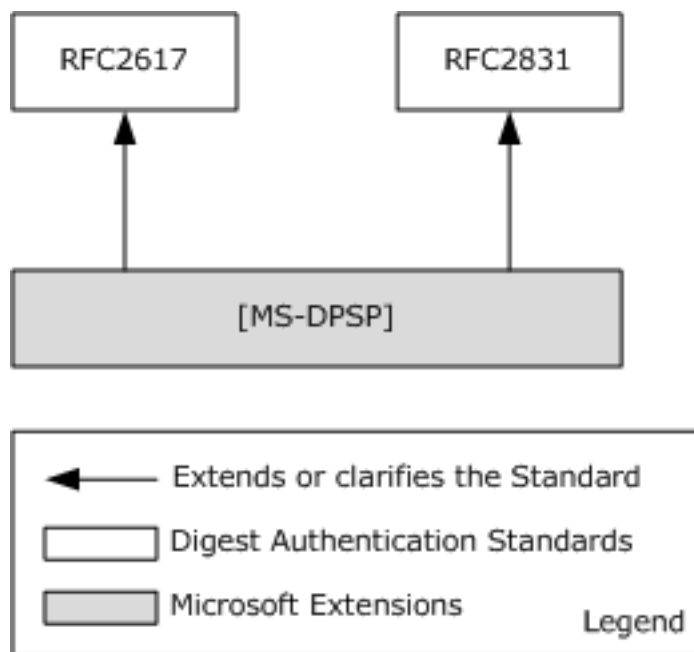 RFC2617
RFC2831
[MS-DPSP]
Extends or clarifies the Standard
Digest Authentication Standards
Microsoft Extensions
Legend